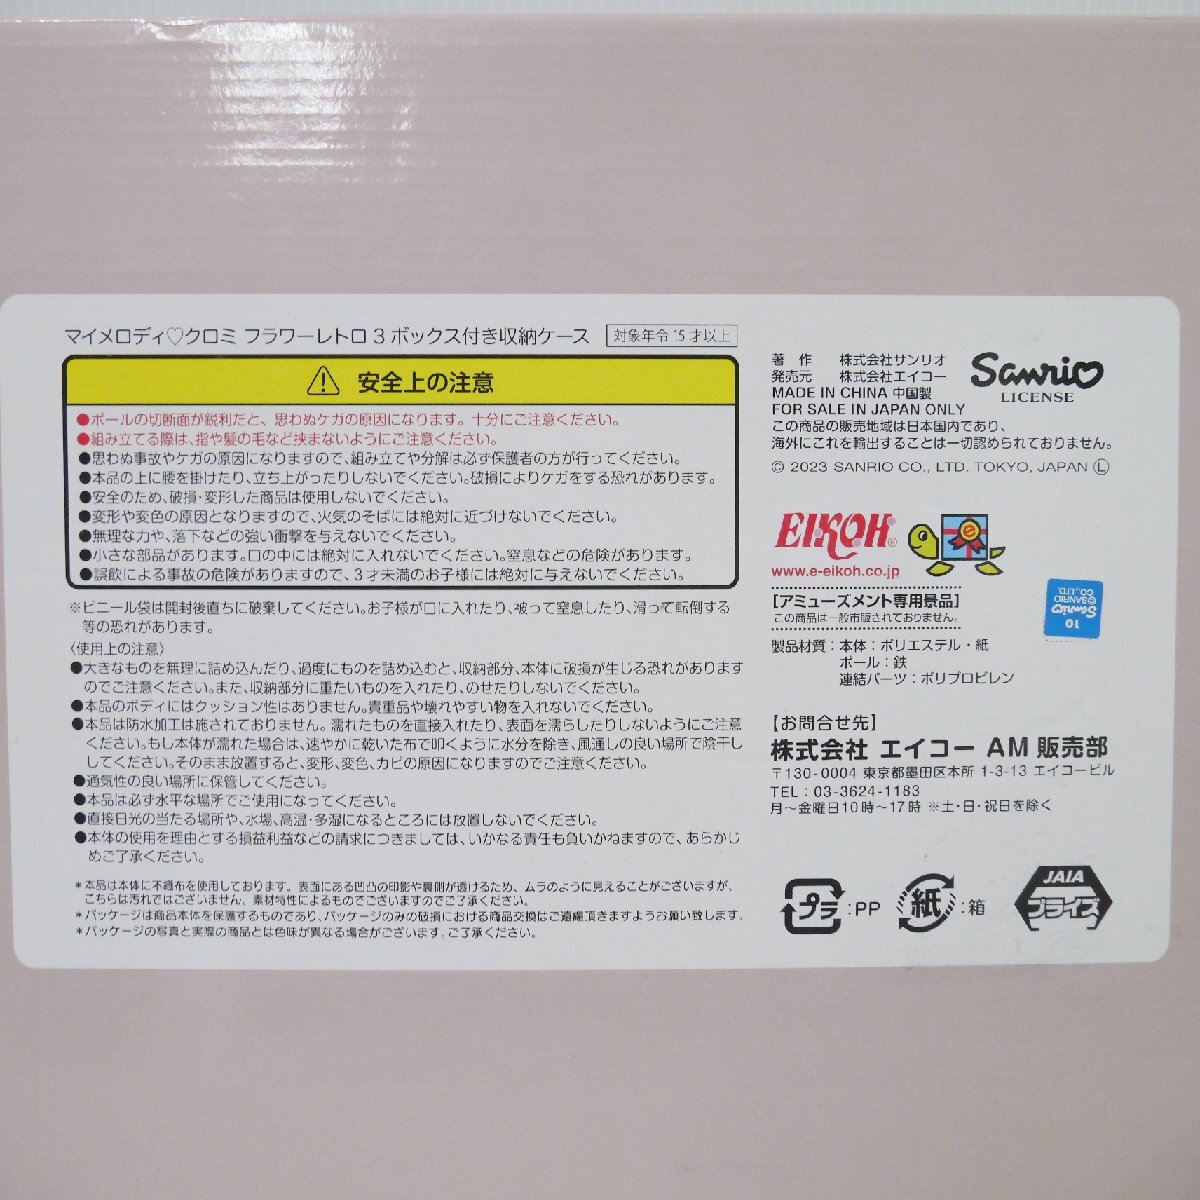 マイメロディ♡クロミ フラワーレトロ 3 ボックス付き収納ケース 対象年令 15 才以上
安全上の注意
●ポールの切断面が鋭利だと、思わぬケガの原因になります。十分にご注意ください。
●組み立てる際は、指や髪の毛など挟まないようにご注意ください。
●思わぬ事故やケガの原因になりますので、組み立てや分解は必ず保護者の方が行ってください。
●本品の上に腰を掛けたり、立ち上がったりしないでください。破損によりケガをする恐れがあります。
●安全のため、破損・変形した商品は使用しないでください。
●変形や変色の原因となりますので、火気のそばには絶対に近づけないでください。
●無理な力や、落下などの強い衝撃を与えないでください。
●小さな部品があります。口の中には絶対に入れないでください。窒息などの危険があります。
●誤飲による事故の危険がありますので、3才未満のお子様には絶対に与えないでください。
※ビニール袋は開封後直ちに破棄してください。お子様が口に入れたり、被って窒息したり、滑って転倒する
等の恐れがあります。
〈使用上の注意〉
●大きなものを無理に詰め込んだり、過度にものを詰め込むと、収納部分、本体に破損が生じる恐れがあります
のでご注意ください。また、収納部分に重たいものを入れたり、のせたりしないでください。
●本品のボディにはクッション性はありません。貴重品や壊れやすい物を入れないでください。
●本品は防水加工は施されておりません。濡れたものを直接入れたり、表面を濡らしたりしないようにご注意
ください。もし本体が濡れた場合は、速やかに乾いた布で叩くように水分を除き、風通しの良い場所で陰干し
してください。そのまま放置すると、変形、変色、カビの原因になりますのでご注意ください。
●通気性の良い場所に保管してください。
●本品は必ず水平な場所でご使用になってください。
●直接日光の当たる場所や、水場、高温・多湿になるところには放置しないでください。
●本体の使用を理由とする損益利益などの請求につきましては、いかなる責任も負いかねますので、あらかじ
めご了承ください。
＊本品は本体に不織布を使用しております。表面にある凹凸の印影や裏側が透けるため、ムラのように見えることがございますが、
こちらは汚れではございません。素材特性によるものですのでご了承ください。
＊パッケージは商品本体を保護するものであり、パッケージのみの破損における商品交換はご遠慮頂きますようお願い致します。
＊パッケージの写真と実際の商品とは色味が異なる場合がございます。ご了承ください。
著 作 株式会社サンリオ
発売元 株式会社エイコー
Sanrio
LICENSE
MADE IN CHINA 中国製
FOR SALE IN JAPAN ONLY
この商品の販売地域は日本国内であり、
海外にこれを輸出することは一切認められておりません。
© 2023 SANRIO CO., LTD. TOKYO, JAPAN Ⓛ
EIKOH®
www.e-eikoh.co.jp
【アミューズメント専用景品】
この商品は一般市販されておりません。
10
Sanrio
©SANRIO
CO., LTD.
製品材質：本体：ポリエステル・紙
ポール：鉄
連結パーツ：ポリプロピレン
【お問合せ先】
株式会社 エイコー AM 販売部
〒130-0004 東京都墨田区本所 1-3-13 エイコービル
TEL：03-3624-1183
月～金曜日10時～17時 ※土・日・祝日を除く
プラ：PP 紙：箱
JAIA
プライズ